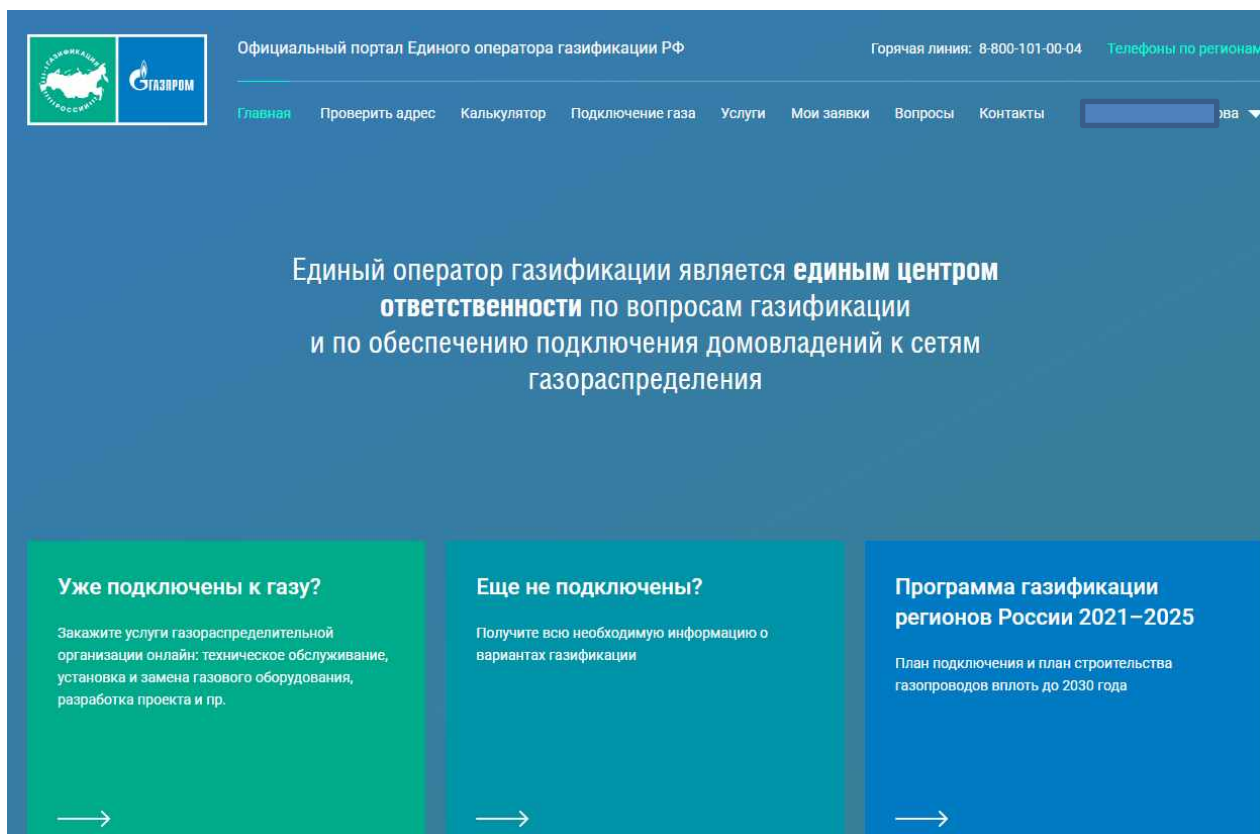 ГАЗИФИКАЦИЯ
РОССИИ
ГАЗПРОМ
Официальный портал Единого оператора газификации РФ
Горячая линия: 8-800-101-00-04
Телефоны по регионам
Главная Проверить адрес Калькулятор Подключение газа Услуги Мои заявки Вопросы Контакты ова
Единый оператор газификации является единым центром
ответственности по вопросам газификации
и по обеспечению подключения домовладений к сетям
газораспределения
Уже подключены к газу?
Закажите услуги газораспределительной
организации онлайн: техническое обслуживание,
установка и замена газового оборудования,
разработка проекта и пр.
Еще не подключены?
Получите всю необходимую информацию о
вариантах газификации
Программа газификации
регионов России 2021–2025
План подключения и план строительства
газопроводов вплоть до 2030 года